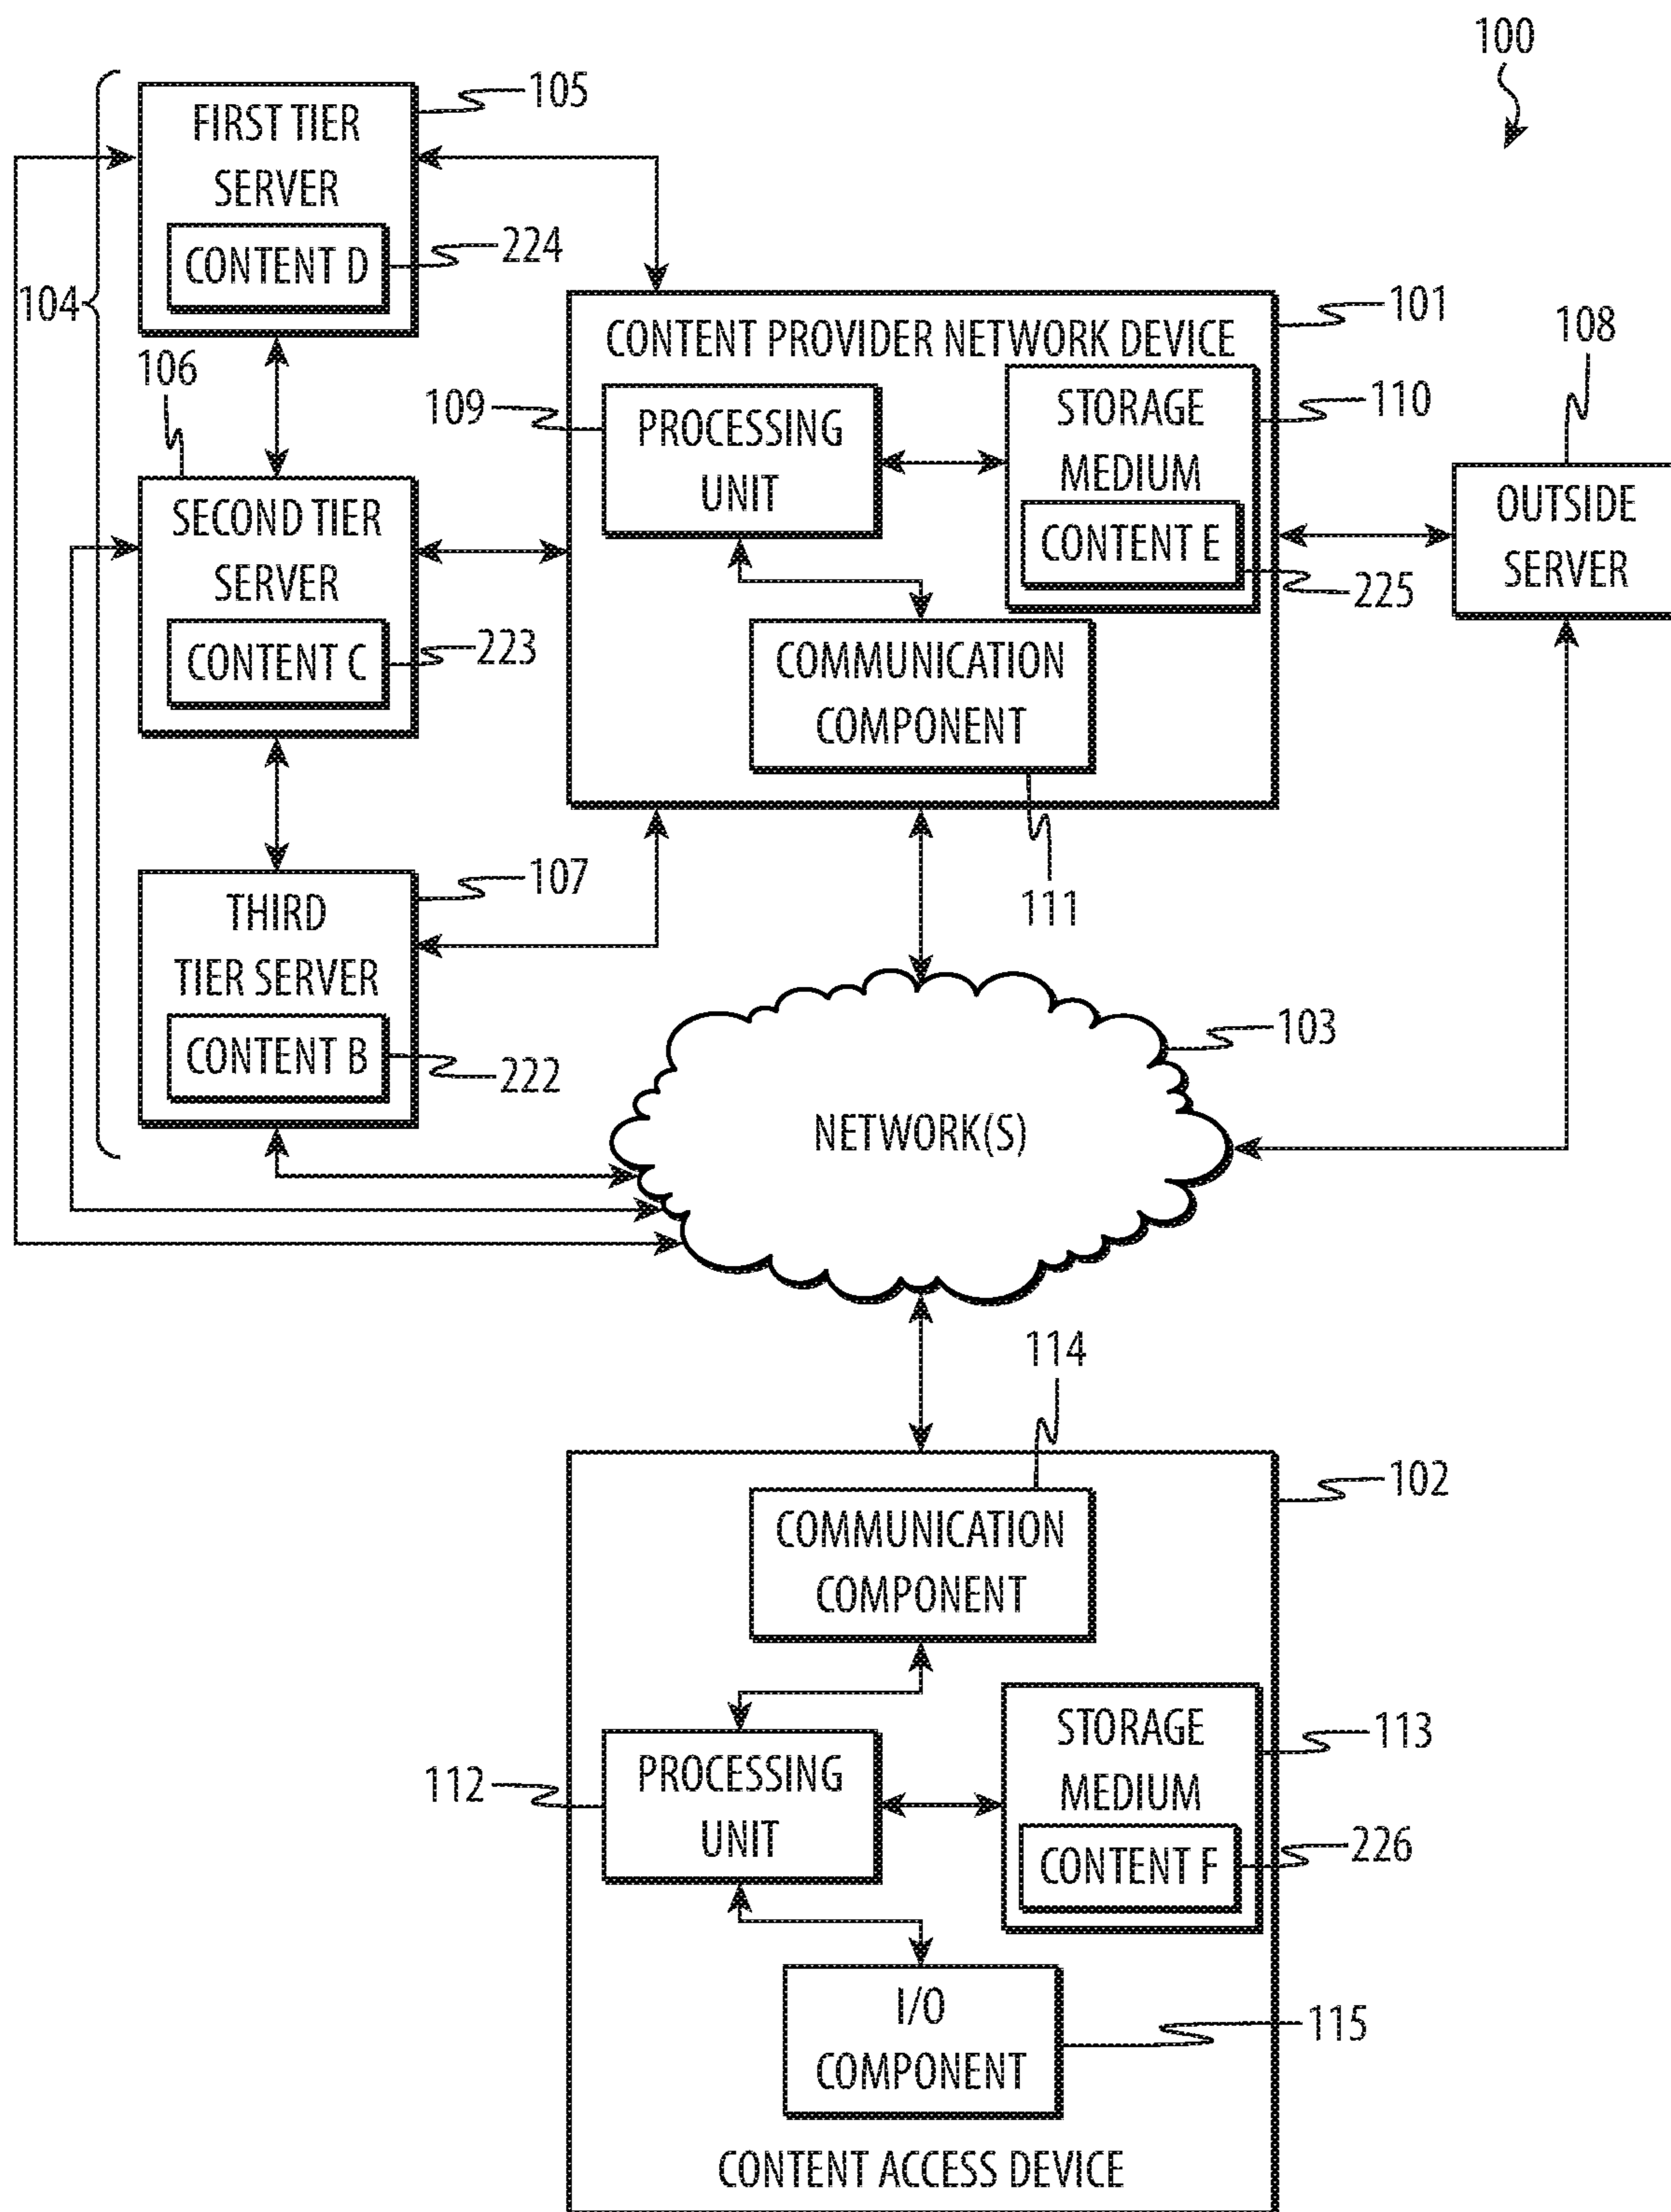 100
105
FIRST TIER
SERVER
CONTENT D
224
104
101
CONTENT PROVIDER NETWORK DEVICE
108
106
109
PROCESSING
UNIT
STORAGE
MEDIUM
110
CONTENT E
225
OUTSIDE
SERVER
SECOND TIER
SERVER
CONTENT C
223
COMMUNICATION
COMPONENT
111
107
THIRD
TIER SERVER
CONTENT B
222
103
NETWORK(S)
114
102
COMMUNICATION
COMPONENT
112
PROCESSING
UNIT
STORAGE
MEDIUM
113
CONTENT F
226
I/O
COMPONENT
115
CONTENT ACCESS DEVICE